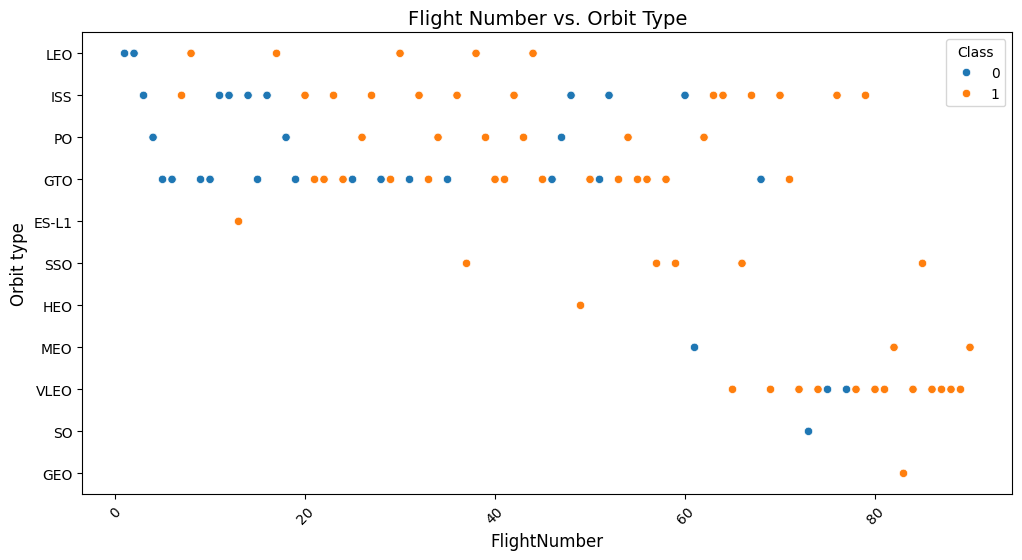 Flight Number vs. Orbit Type
Orbit type
LEO
ISS
PO
GTO
ES-L1
SSO
HEO
MEO
VLEO
SO
GEO
Class
0
1
0
20
40
60
80
FlightNumber